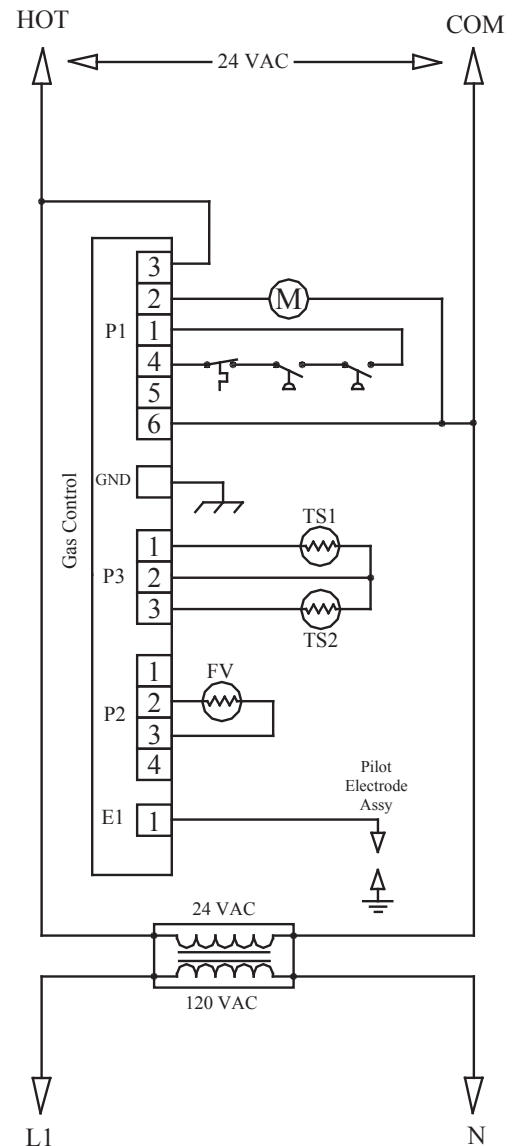 HOT
COM
24 VAC
3
2
M
P1
1
4
5
6
Gas Control
GND
TS1
1
P3
2
3
TS2
1
FV
2
P2
3
4
Pilot
Electrode
Assy
E1
1
24 VAC
120 VAC
L1
N